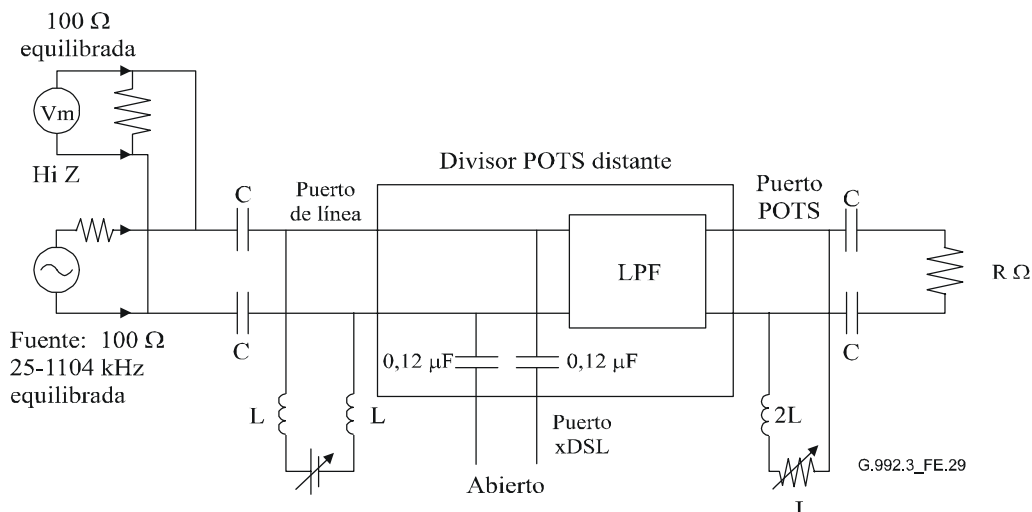 100 Ω
equilibrada
Vm
Hi Z
C
Puerto
de línea
Divisor POTS distante
Puerto
POTS
C
LPF
R Ω
Fuente: 100 Ω
25-1104 kHz
equilibrada
C
0,12 μF
0,12 μF
C
L
L
Puerto
xDSL
2L
Abierto
G.992.3_FE.29
I